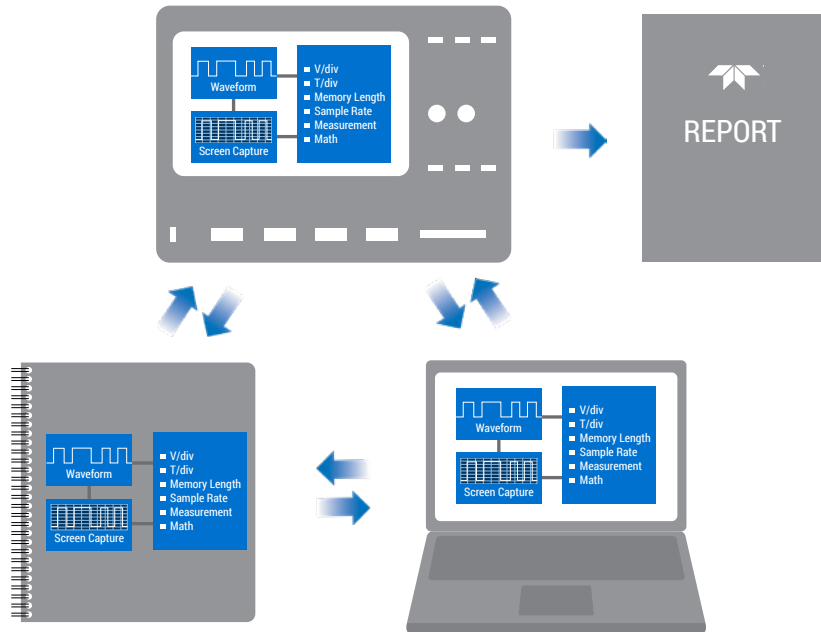 Waveform
Screen Capture
V/div
T/div
Memory Length
Sample Rate
Measurement
Math
REPORT
Waveform
Screen Capture
V/div
T/div
Memory Length
Sample Rate
Measurement
Math
Waveform
Screen Capture
V/div
T/div
Memory Length
Sample Rate
Measurement
Math